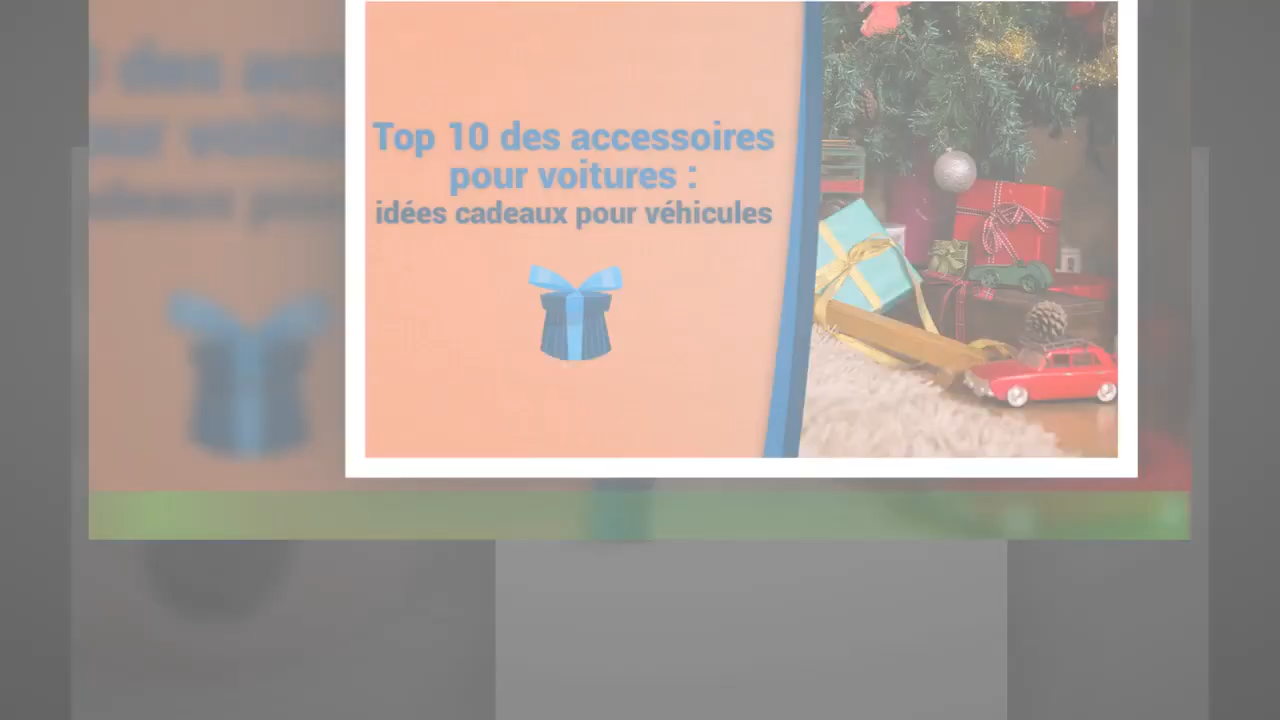 Top 10 des accessoires
pour voitures :
idées cadeaux pour véhicules